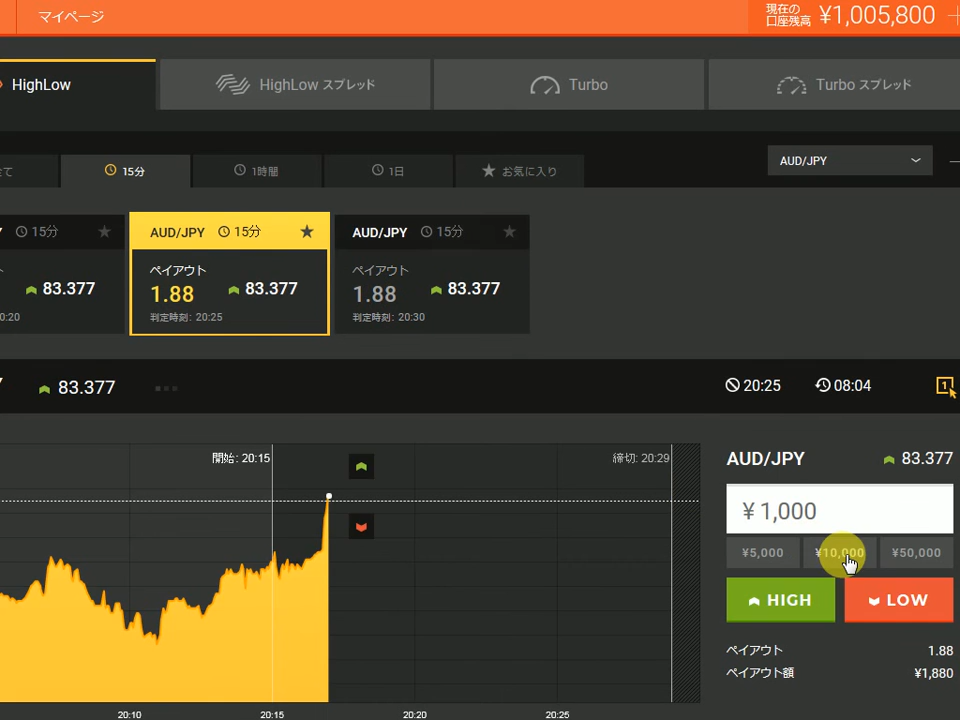 マイページ
現在の
口座残高 ¥1,005,800
HighLow
HighLow スプレッド
Turbo
Turbo スプレッド
15分
1時間
1日
お気に入り
AUD/JPY
15分
83.377
0:20
AUD/JPY 15分
ペイアウト
1.88 83.377
判定時刻: 20:25
AUD/JPY 15分
ペイアウト
1.88 83.377
判定時刻: 20:30
83.377
20:25 08:04 1
開始: 20:15
締切: 20:29
AUD/JPY 83.377
¥ 1,000
¥5,000 ¥10,000 ¥50,000
HIGH LOW
ペイアウト 1.88
ペイアウト額 ¥1,880
20:10 20:15 20:20 20:25